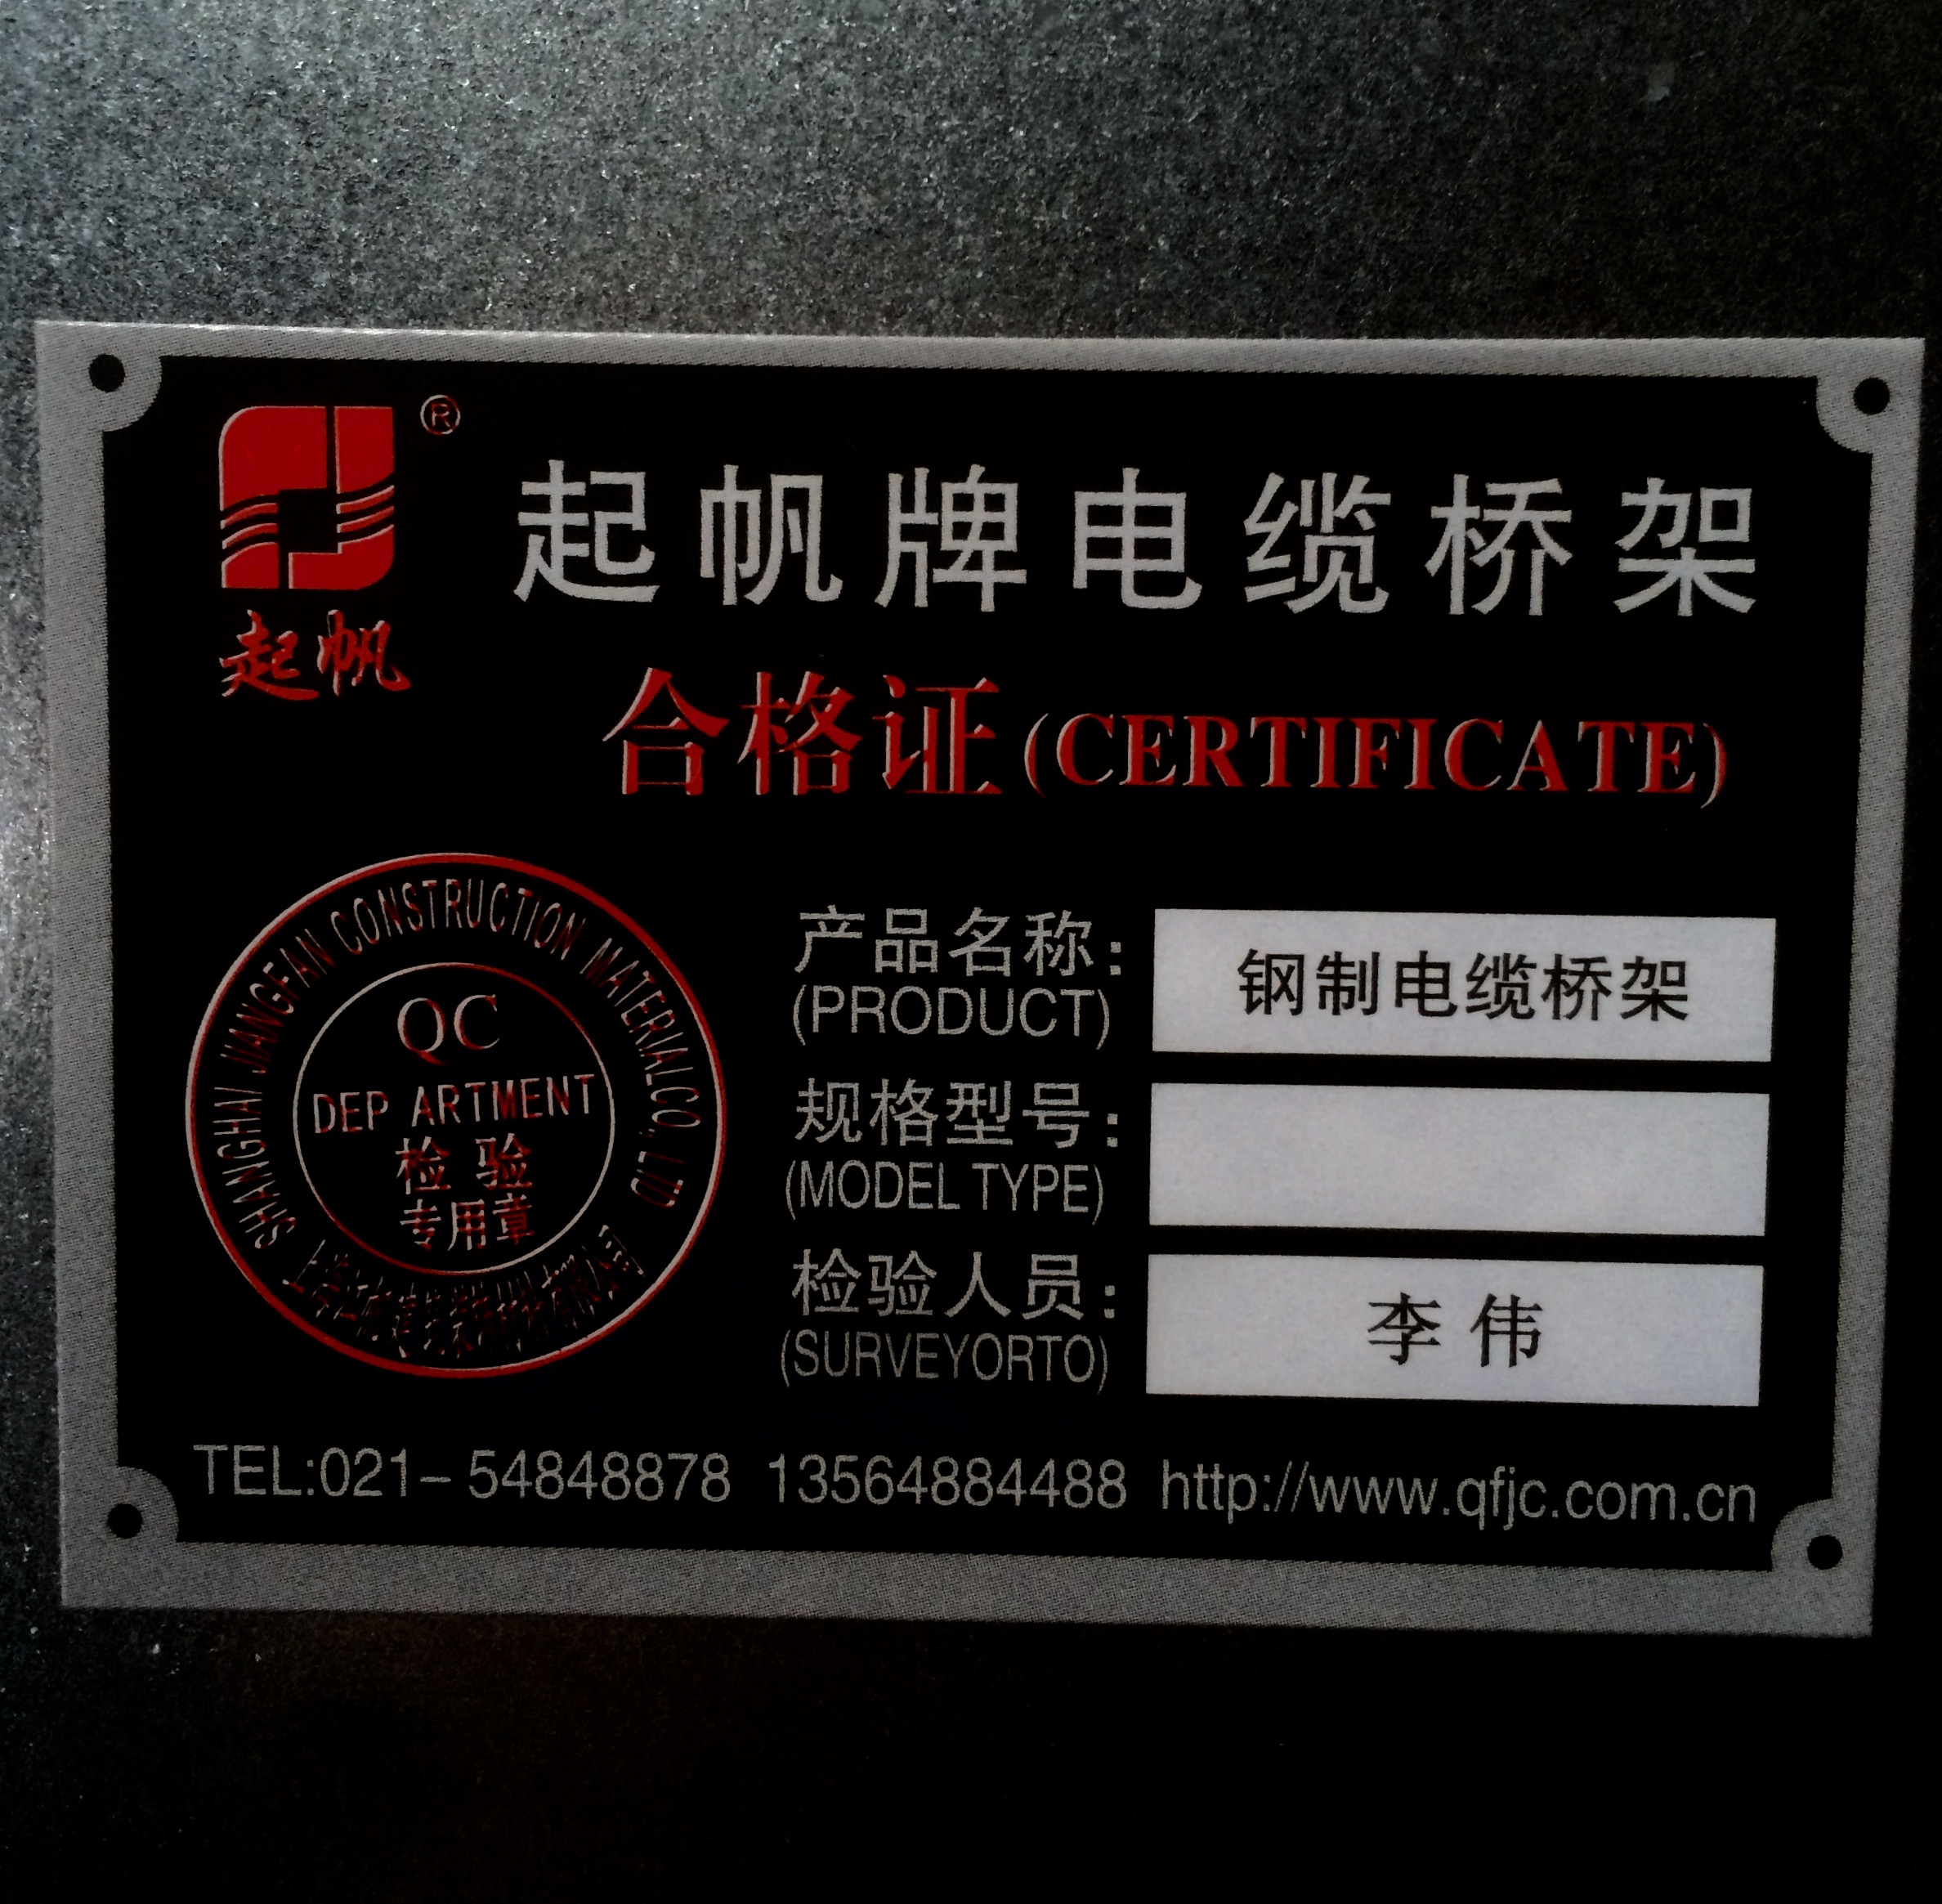 ®
起帆
起帆牌电缆桥架
合格证(CERTIFICATE)
SHANGHAI JIANGFAN CONSTRUCTION MATERIALCO., LTD
QC
DEP ARTMENT
检 验
专用章
产品名称: 钢制电缆桥架
(PRODUCT)
规格型号:
(MODEL TYPE)
检验人员: 李 伟
(SURVEYORTO)
TEL:021-54848878 13564884488 http://www.qfjc.com.cn